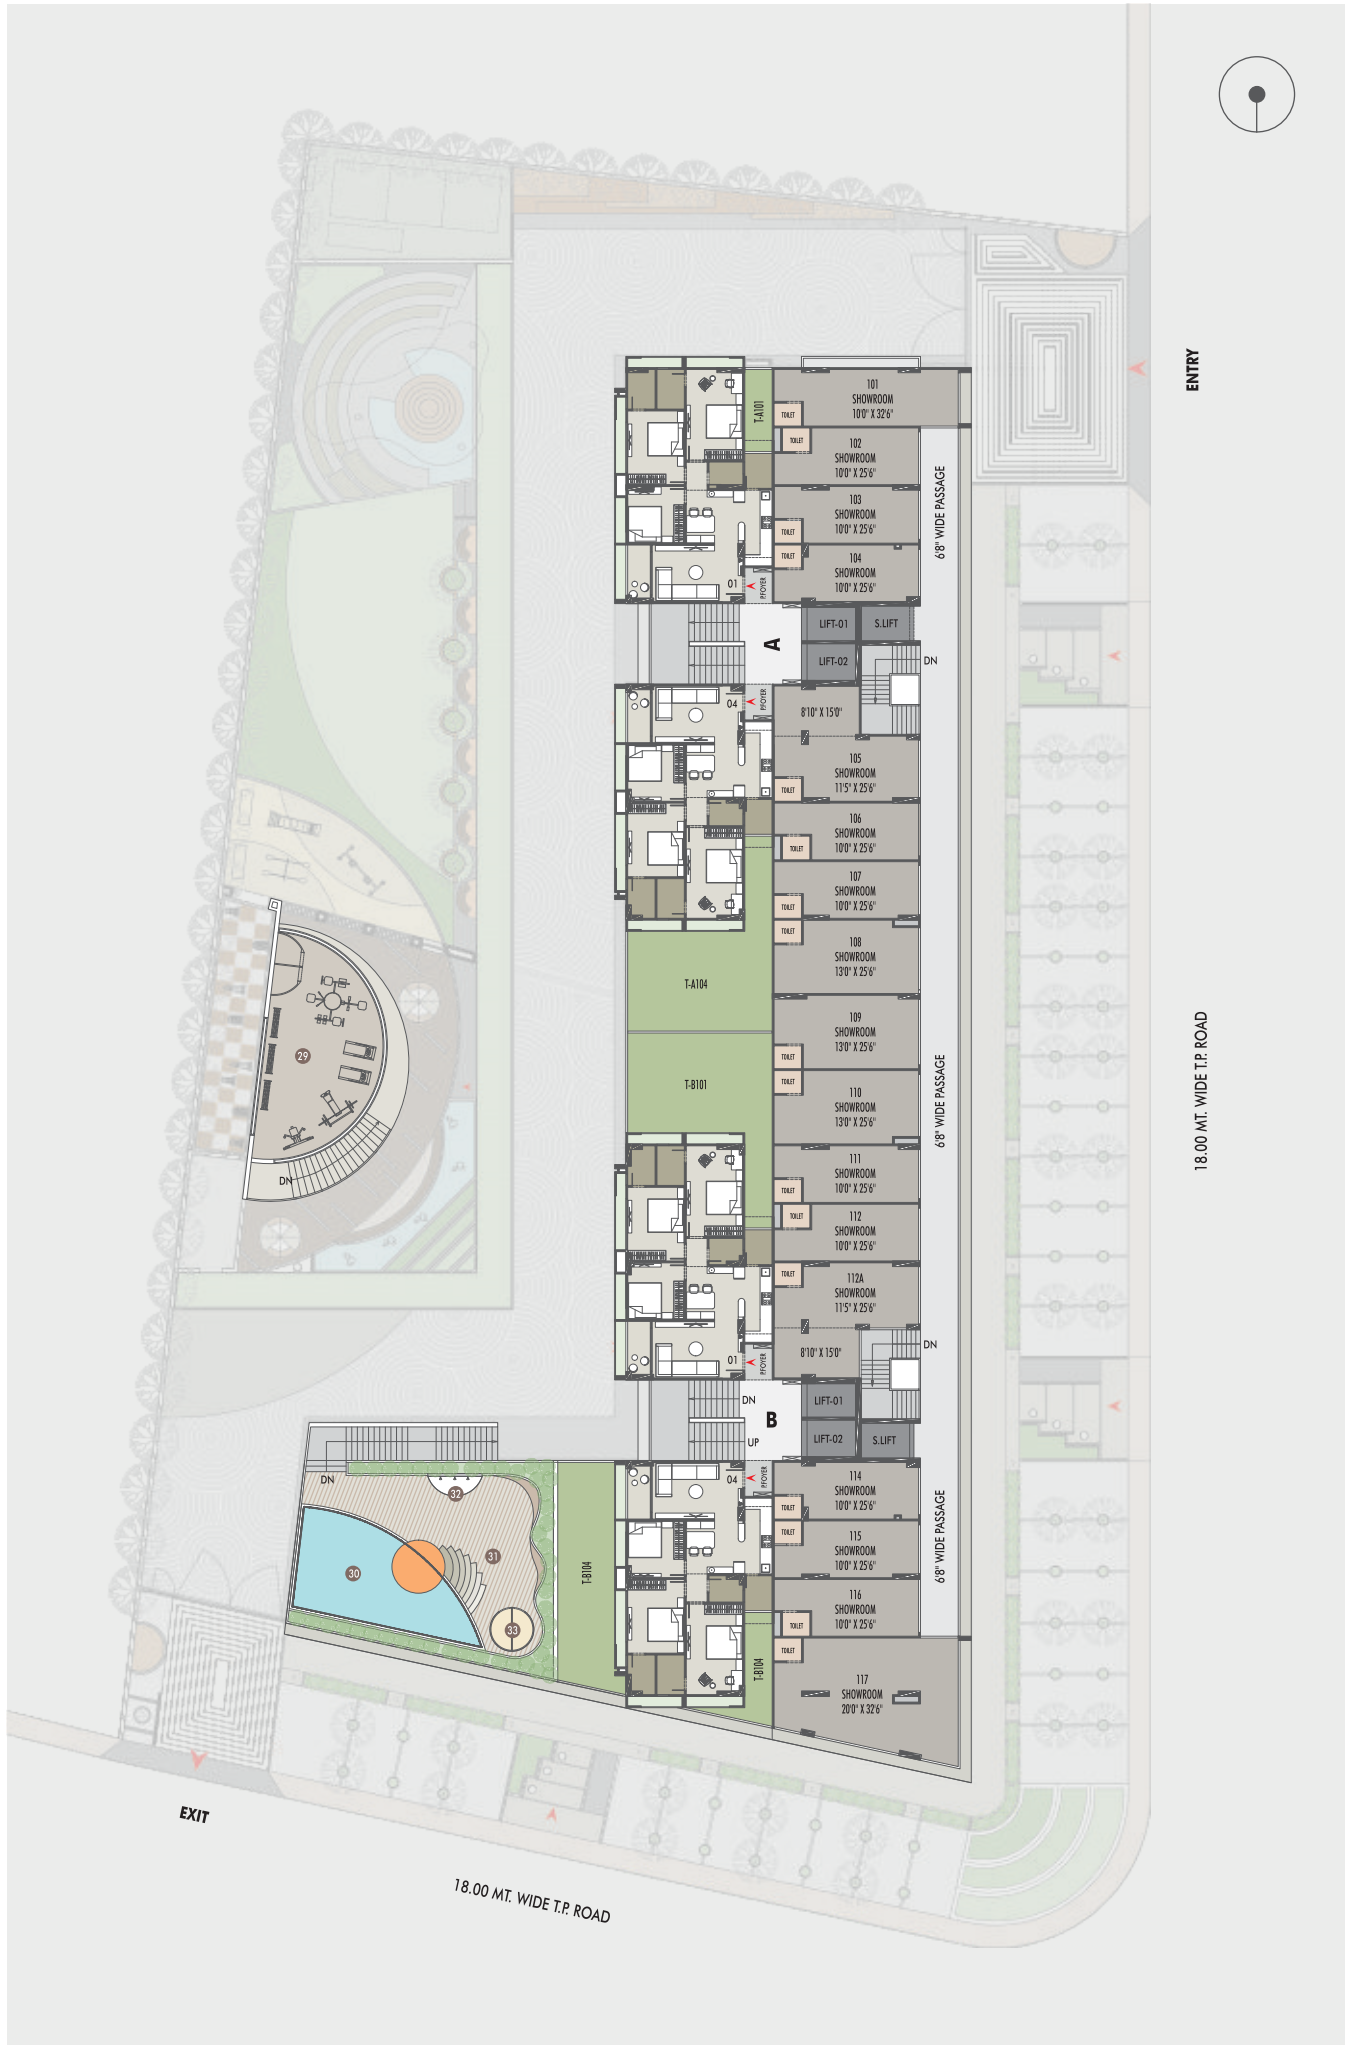 ENTRY
T-A101
101
SHOWROOM
10'0" X 32'6"
TOILET
TOILET
102
SHOWROOM
10'0" X 25'6"
6'8" WIDE PASSAGE
103
SHOWROOM
10'0" X 25'6"
TOILET
TOILET
104
SHOWROOM
10'0" X 25'6"
01
P.FOYER
A
LIFT-01
S.LIFT
LIFT-02
DN
04
P.FOYER
8'10" X 15'0"
105
SHOWROOM
11'5" X 25'6"
TOILET
106
SHOWROOM
10'0" X 25'6"
TOILET
107
SHOWROOM
10'0" X 25'6"
TOILET
TOILET
108
SHOWROOM
13'0" X 25'6"
T-A104
109
SHOWROOM
13'0" X 25'6"
TOILET
TOILET
29
T-B101
110
SHOWROOM
13'0" X 25'6"
6'8" WIDE PASSAGE
18.00 MT. WIDE T.P. ROAD
111
SHOWROOM
10'0" X 25'6"
TOILET
DN
TOILET
112
SHOWROOM
10'0" X 25'6"
TOILET
112A
SHOWROOM
11'5" X 25'6"
8'10" X 15'0"
DN
01
P.FOYER
DN
B
UP
LIFT-01
LIFT-02
S.LIFT
DN
32
04
P.FOYER
114
SHOWROOM
10'0" X 25'6"
TOILET
TOILET
115
SHOWROOM
10'0" X 25'6"
6'8" WIDE PASSAGE
31
30
T-B104
116
SHOWROOM
10'0" X 25'6"
TOILET
33
TOILET
T-B104
117
SHOWROOM
20'0" X 32'6"
EXIT
18.00 MT. WIDE T.P. ROAD